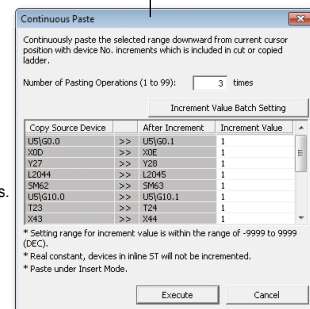 Continuous Paste
Continuously paste the selected range downward from current cursor
position with device No. increments which is included in cut or copied
ladder.
Number of Pasting Operations (1 to 99): 3 times
Increment Value Batch Setting
Copy Source Device After Increment Increment Value
U5\G0.0 >> U5\G0.1 1
X0D >> X0E 1
Y27 >> Y28 1
L2044 >> L2045 1
SM62 >> SM63 1
s.
U5\G10.0 >> U5\G10.1 1
T23 >> T24 1
X43 >> X44 1
* Setting range for increment value is within the range of -9999 to 9999
(DEC).
* Real constant, devices in inline ST will not be incremented.
* Paste under Insert Mode.
Execute Cancel